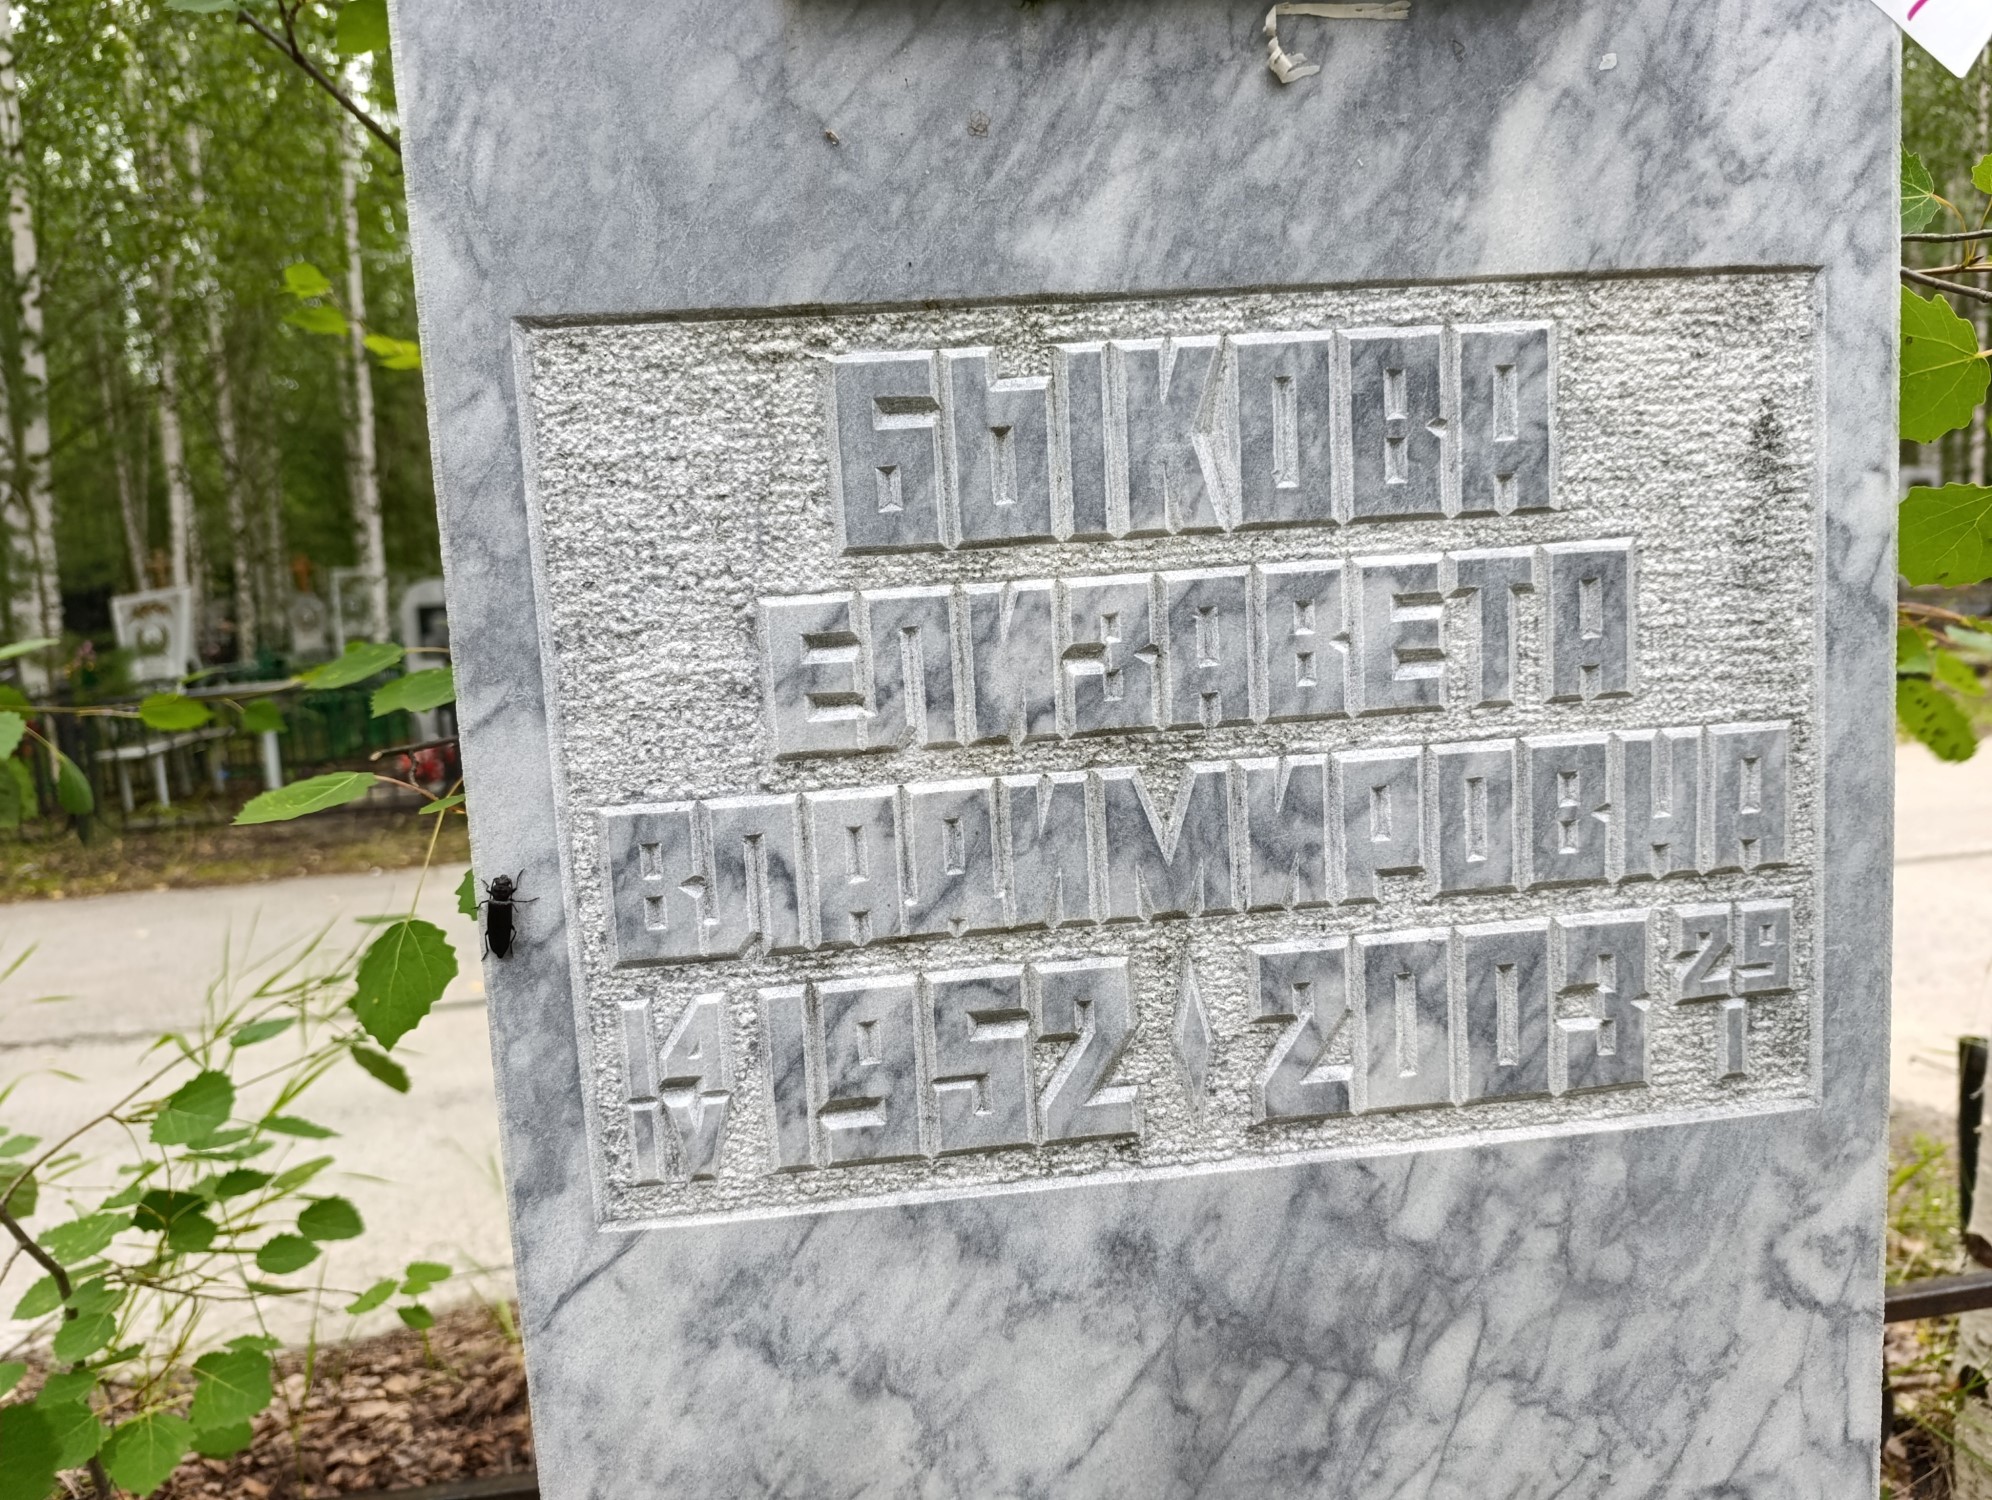 БЫКОВА
ЕЛИЗАВЕТА
ВЛАДИМИРОВНА
14 IV 1952 2003 29 I